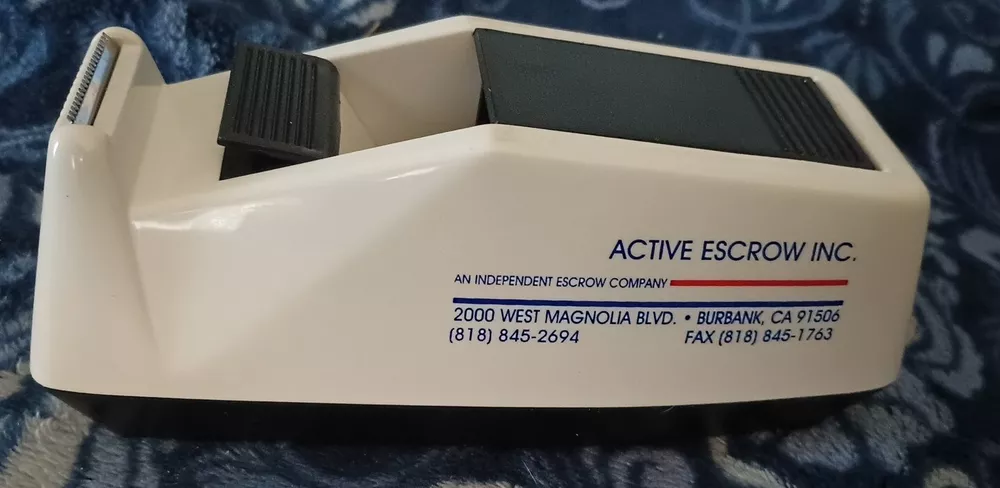 ACTIVE ESCROW INC.
AN INDEPENDENT ESCROW COMPANY
2000 WEST MAGNOLIA BLVD. • BURBANK, CA 91506
(818) 845-2694 FAX (818) 845-1763